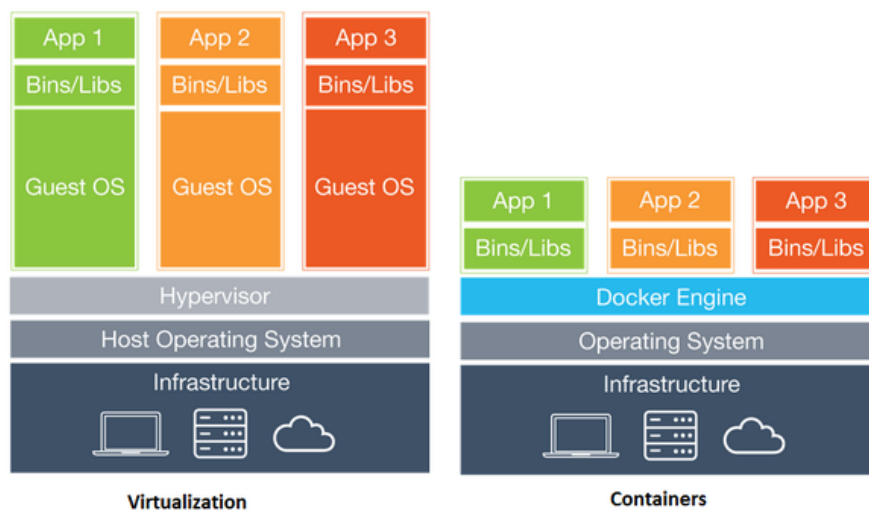 App 1
App 2
App 3
Bins/Libs
Bins/Libs
Bins/Libs
Guest OS
Guest OS
Guest OS
Hypervisor
Host Operating System
Infrastructure
Virtualization
App 1
App 2
App 3
Bins/Libs
Bins/Libs
Bins/Libs
Docker Engine
Operating System
Infrastructure
Containers